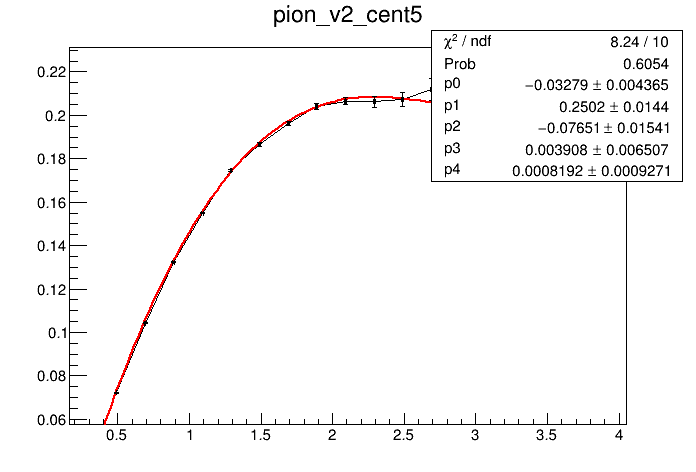 pion_v2_cent5
χ² / ndf 8.24 / 10
Prob 0.6054
p0 −0.03279 ± 0.004365
p1 0.2502 ± 0.0144
p2 −0.07651 ± 0.01541
p3 0.003908 ± 0.006507
p4 0.0008192 ± 0.0009271
0.22
0.2
0.18
0.16
0.14
0.12
0.1
0.08
0.06
0.5 1 1.5 2 2.5 3 3.5 4